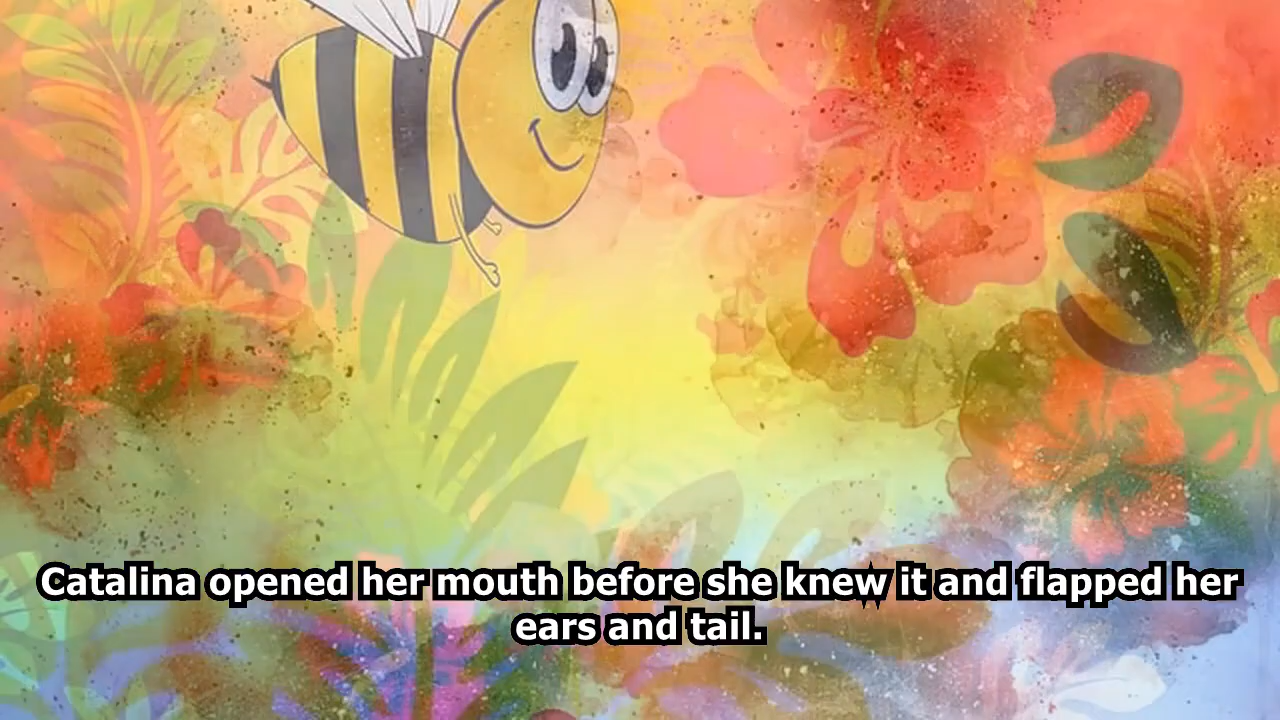 Catalina opened her mouth before she knew it and flapped her
ears and tail.